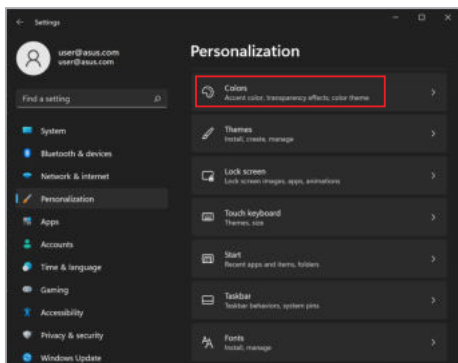 Settings
user@asus.com
user@asus.com
Find a setting
System
Bluetooth & devices
Network & internet
Personalization
Apps
Accounts
Time & language
Gaming
Accessibility
Privacy & security
Windows Update
Personalization
Colors
Accent color, transparency effects, color theme
Themes
Install, create, manage
Lock screen
Lock screen images, apps, animations
Touch keyboard
Themes, size
Start
Recent apps and items, folders
Taskbar
Taskbar behaviors, system pins
Fonts
Install, manage